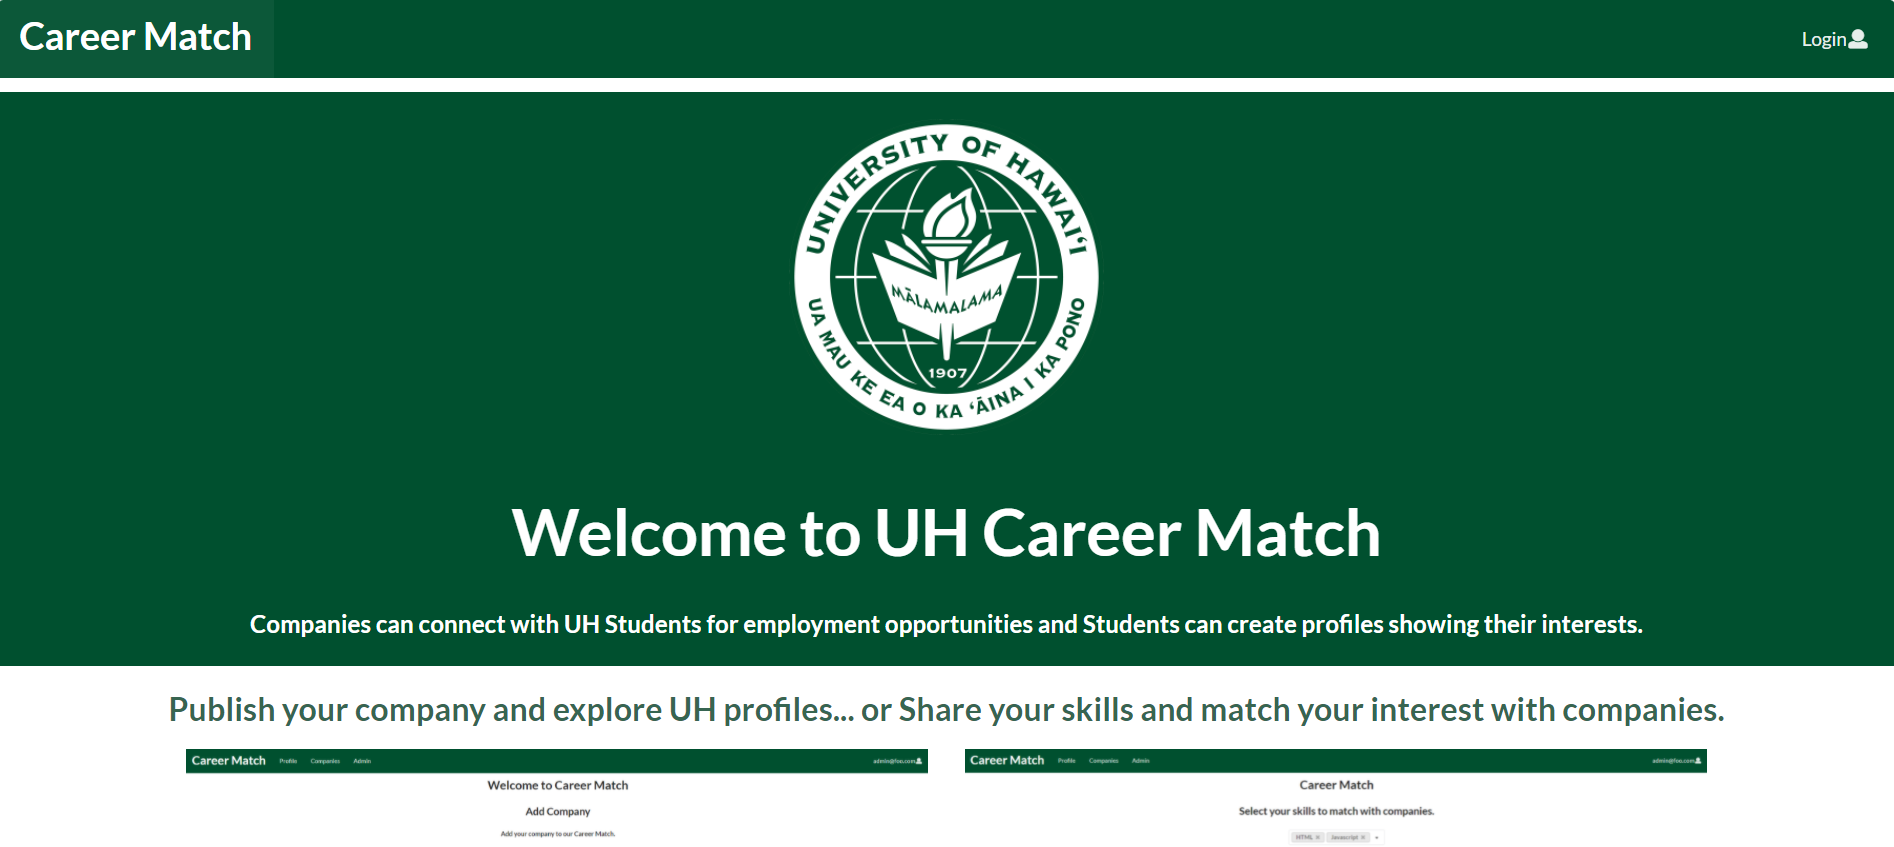 Career Match
Login
UNIVERSITY OF HAWAIʻI
MĀLAMALAMA
1907
UA MAU KE EA O KA ʻĀINA I KA PONO
Welcome to UH Career Match
Companies can connect with UH Students for employment opportunities and Students can create profiles showing their interests.
Publish your company and explore UH profiles... or Share your skills and match your interest with companies.
Career Match Profile Companies Admin admin@foo.com
Welcome to Career Match
Add Company
Add your company to our Career Match.
Career Match Profile Companies Admin admin@foo.com
Career Match
Select your skills to match with companies.
HTML Javascript